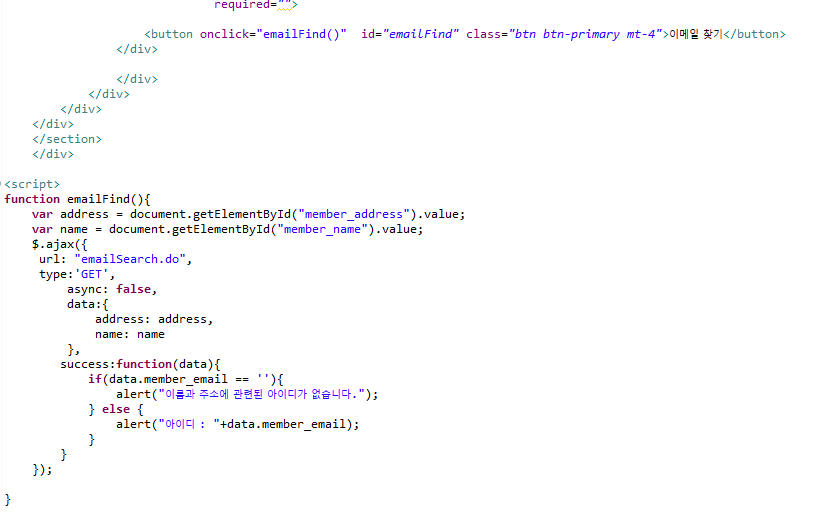 required="">
<button onclick="emailFind()"  id="emailFind" class="btn btn-primary mt-4">이메일 찾기</button>
</div>
</div>
</div>
</div>
</div>
</section>
</div>
<script>
function emailFind(){
var address = document.getElementById("member_address").value;
var name = document.getElementById("member_name").value;
$.ajax({
url: "emailSearch.do",
type:'GET',
async: false,
data:{
address: address,
name: name
},
success:function(data){
if(data.member_email == ''){
alert("이름과 주소에 관련된 아이디가 없습니다.");
} else {
alert("아이디 : "+data.member_email);
}
}
});
}